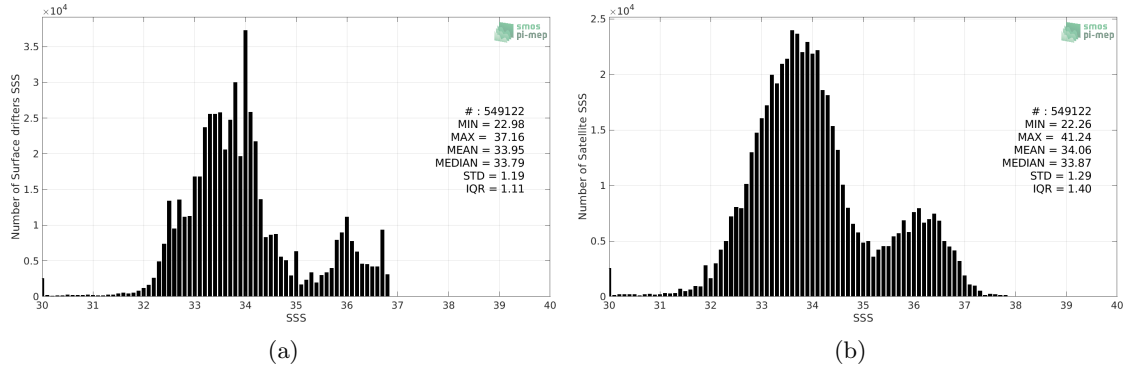 ×10⁴
3.5
3
2.5
2
1.5
1
0.5
0
30 31 32 33 34 35 36 37 38 39 40
SSS
Number of Surface drifters SSS
smos
pi-mep
# : 549122
MIN = 22.98
MAX = 37.16
MEAN = 33.95
MEDIAN = 33.79
STD = 1.19
IQR = 1.11
(a)
×10⁴
2.5
2
1.5
1
0.5
0
30 31 32 33 34 35 36 37 38 39 40
SSS
Number of Satellite SSS
smos
pi-mep
# : 549122
MIN = 22.26
MAX = 41.24
MEAN = 34.06
MEDIAN = 33.87
STD = 1.29
IQR = 1.40
(b)